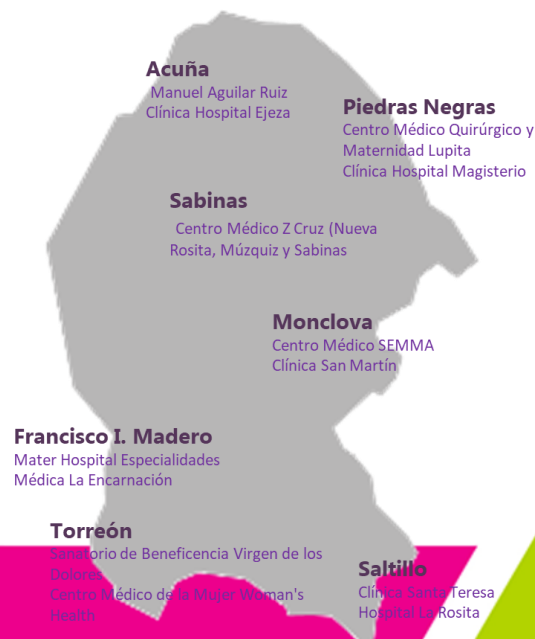 Acuña
Manuel Aguilar Ruiz
Clínica Hospital Ejeza
Piedras Negras
Centro Médico Quirúrgico y
Maternidad Lupita
Clínica Hospital Magisterio
Sabinas
Centro Médico Z Cruz (Nueva
Rosita, Múzquiz y Sabinas
Monclova
Centro Médico SEMMA
Clínica San Martín
Francisco I. Madero
Mater Hospital Especialidades
Médica La Encarnación
Torreón
Sanatorio de Beneficencia Virgen de los
Dolores
Centro Médico de la Mujer Woman's
Health
Saltillo
Clínica Santa Teresa
Hospital La Rosita